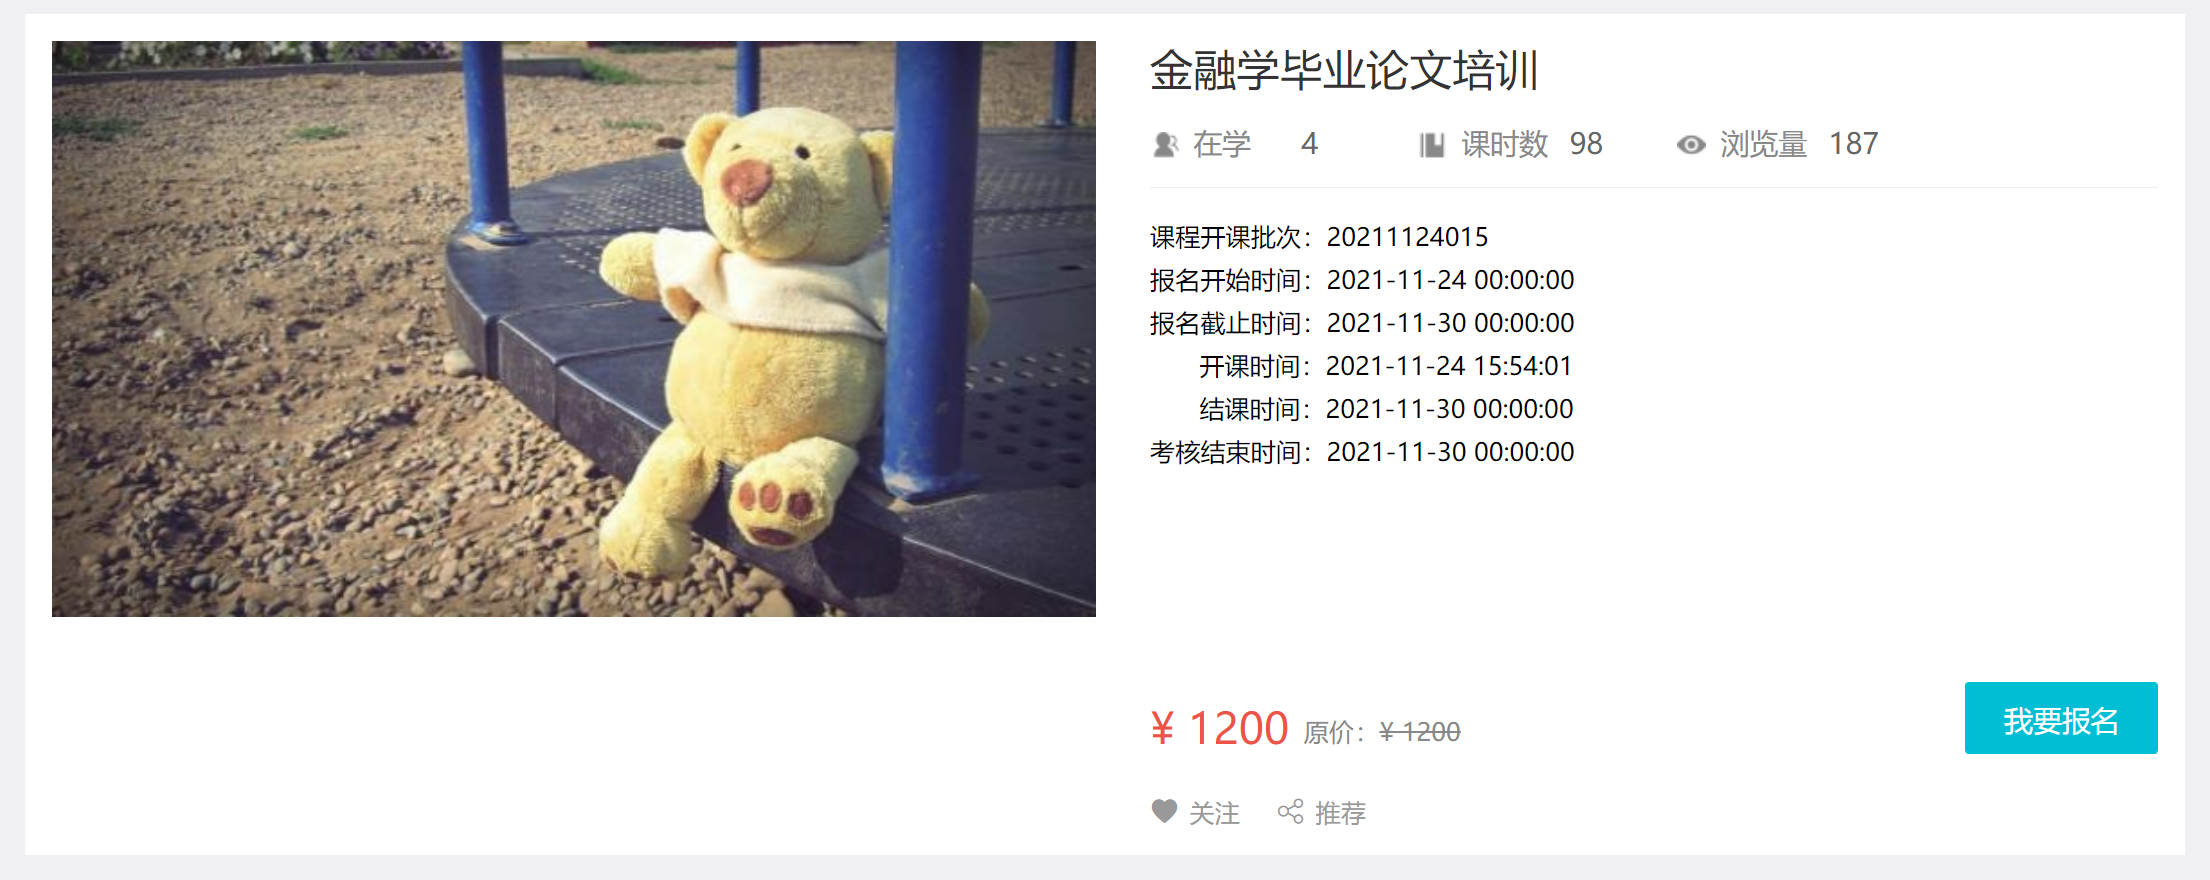 金融学毕业论文培训
在学 4 课时数 98 浏览量 187
课程开课批次：20211124015
报名开始时间：2021-11-24 00:00:00
报名截止时间：2021-11-30 00:00:00
开课时间：2021-11-24 15:54:01
结课时间：2021-11-30 00:00:00
考核结束时间：2021-11-30 00:00:00
¥ 1200 原价：¥ 1200
我要报名
关注 推荐